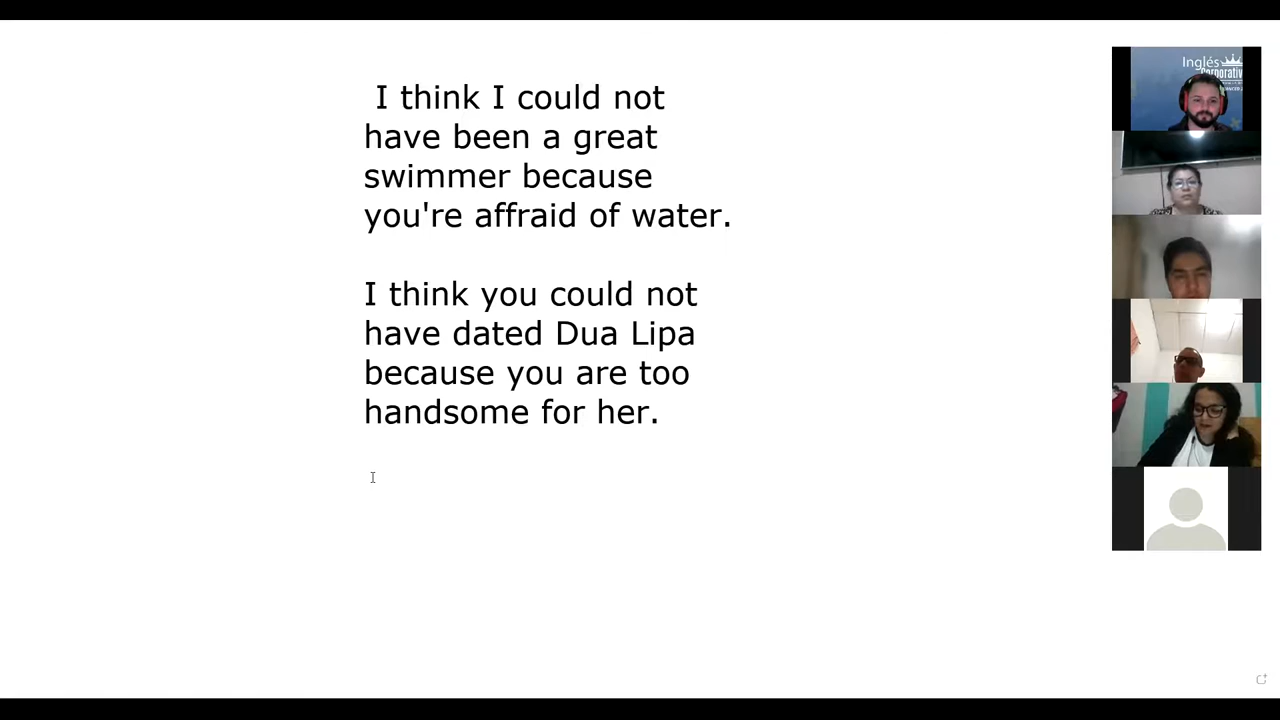 I think I could not
have been a great
swimmer because
you're affraid of water.
I think you could not
have dated Dua Lipa
because you are too
handsome for her.
Inglés